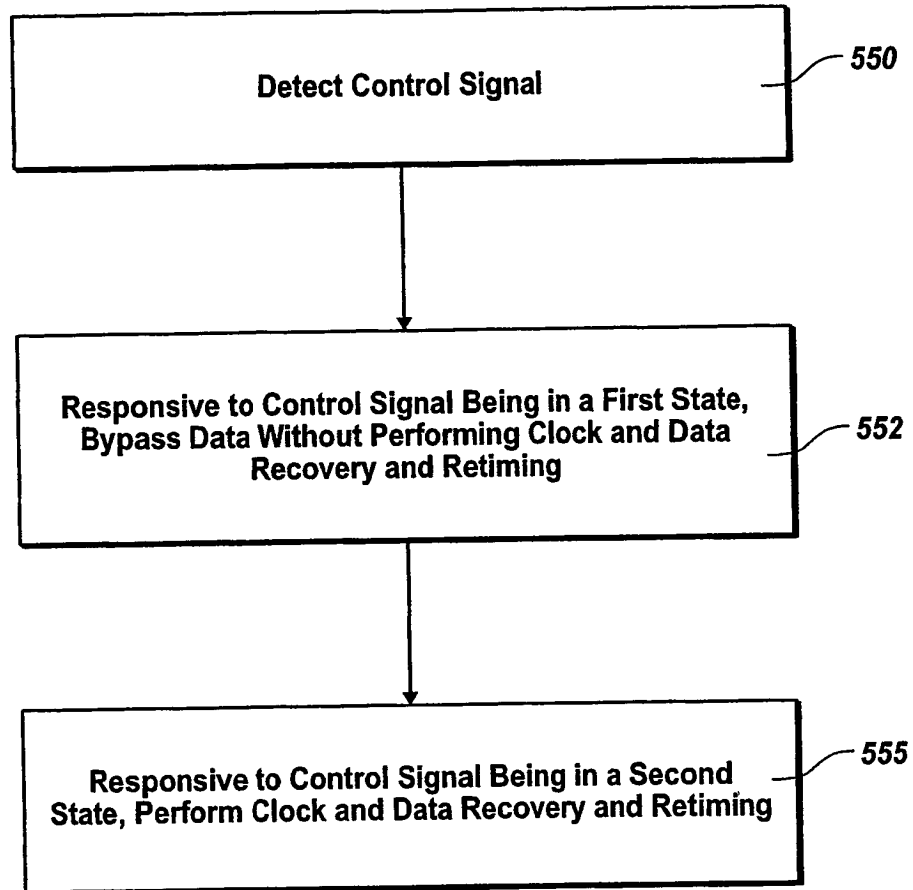 Detect Control Signal
550
Responsive to Control Signal Being in a First State,
Bypass Data Without Performing Clock and Data
Recovery and Retiming
552
Responsive to Control Signal Being in a Second
State, Perform Clock and Data Recovery and Retiming
555